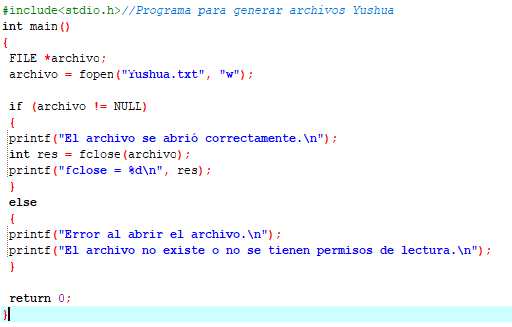 #include<stdio.h>//Programa para generar archivos Yushua
int main()
{
FILE *archivo;
archivo = fopen("Yushua.txt", "w");
if (archivo != NULL)
{
printf("El archivo se abrió correctamente.\n");
int res = fclose(archivo);
printf("fclose = %d\n", res);
}
else
{
printf("Error al abrir el archivo.\n");
printf("El archivo no existe o no se tienen permisos de lectura.\n");
}
return 0;
}